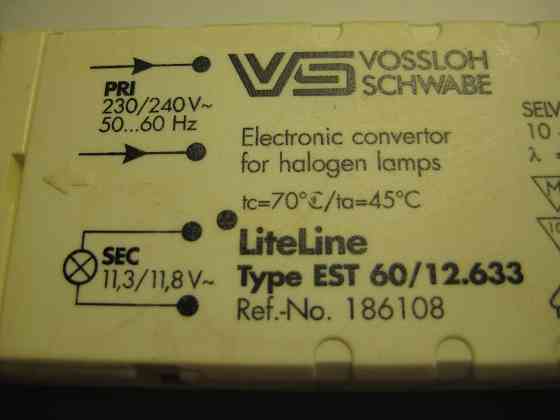 PRI
230/240V~
50...60 Hz
SEC
11,3/11,8V~
VS VOSSLOH
SCHWABE
Electronic convertor
for halogen lamps
tc=70°C/ta=45°C
LiteLine
Type EST 60/12.633
Ref.-No. 186108
SELV
10
λ
M